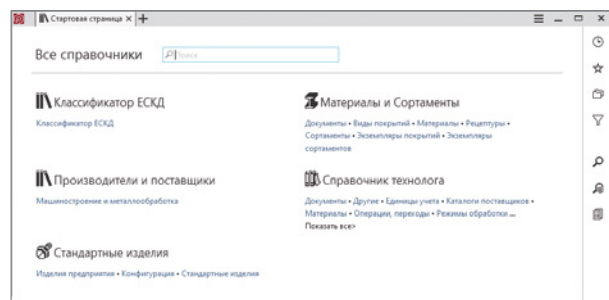 Стартовая страница
Все справочники
Поиск
Классификатор ЕСКД
Классификатор ЕСКД
Материалы и Сортаменты
Документы • Виды покрытий • Материалы • Рецептуры •
Сортаменты • Экземпляры покрытий • Экземпляры
сортаментов
Производители и поставщики
Машиностроение и металлообработка
Справочник технолога
Документы • Другие • Единицы учета • Каталоги поставщиков •
Материалы • Операции, переходы • Режимы обработки ...
Показать все>
Стандартные изделия
Изделия предприятия • Конфигурация • Стандартные изделия